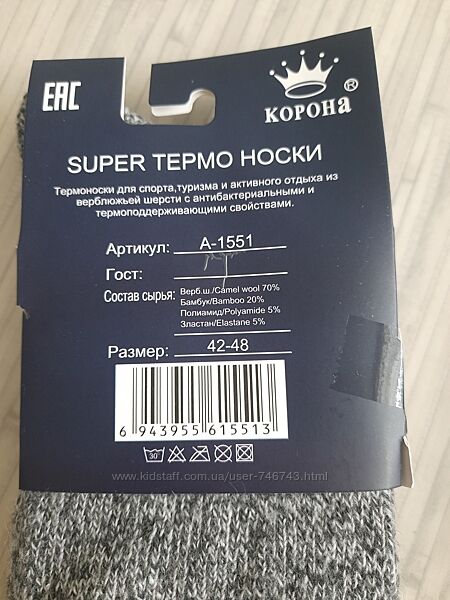 EAC
КОРОНа ®
SUPER ТЕРМО НОСКИ
Термоноски для спорта,туризма и активного отдыха из
верблюжьей шерсти с антибактериальными и
термоподдерживающими свойствами.
Артикул: A-1551
Гост:
Состав сырья: Верб.ш./Camel wool 70%
Бамбук/Bamboo 20%
Полиамид/Polyamide 5%
Эластан/Elastane 5%
Размер: 42-48
6 943955 615513
30°
www.kidstaff.com.ua/user-746743.html